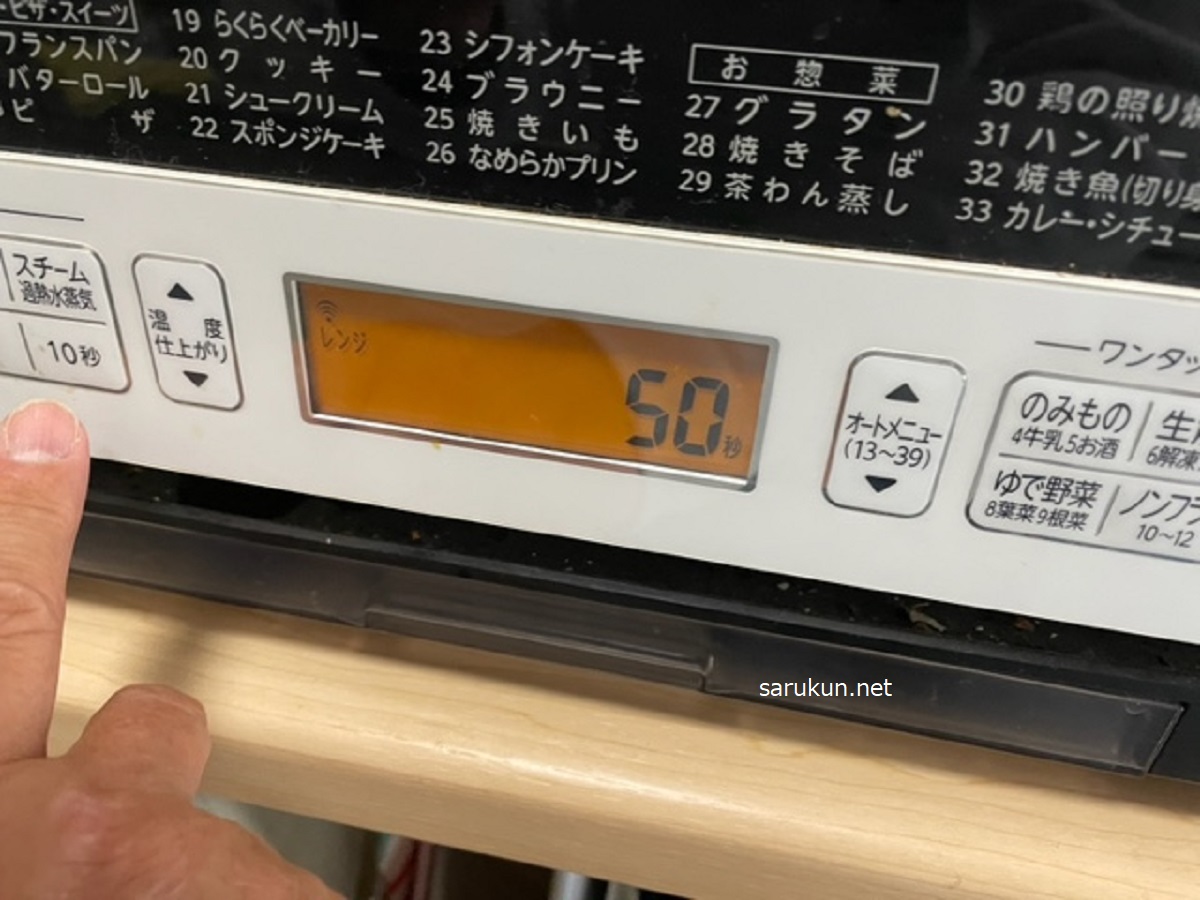 ピザ・スイーツ
フランスパン
バターロール
ピザ
19 らくらくベーカリー
20 クッキー
21 シュークリーム
22 スポンジケーキ
23 シフォンケーキ
24 ブラウニー
25 焼きいも
26 なめらかプリン
お惣菜
27 グラタン
28 焼きそば
29 茶わん蒸し
30 鶏の照り
31 ハンバー
32 焼き魚(切り
33 カレー・シチュー
スチーム
過熱水蒸気
10秒
温度
仕上がり
レンジ
50秒
オートメニュー
(13~39)
ワンタッ
のみもの
4牛乳5お酒
生
6解凍
ゆで野菜
8葉菜9根菜
ノンフラ
10~12
sarukun.net